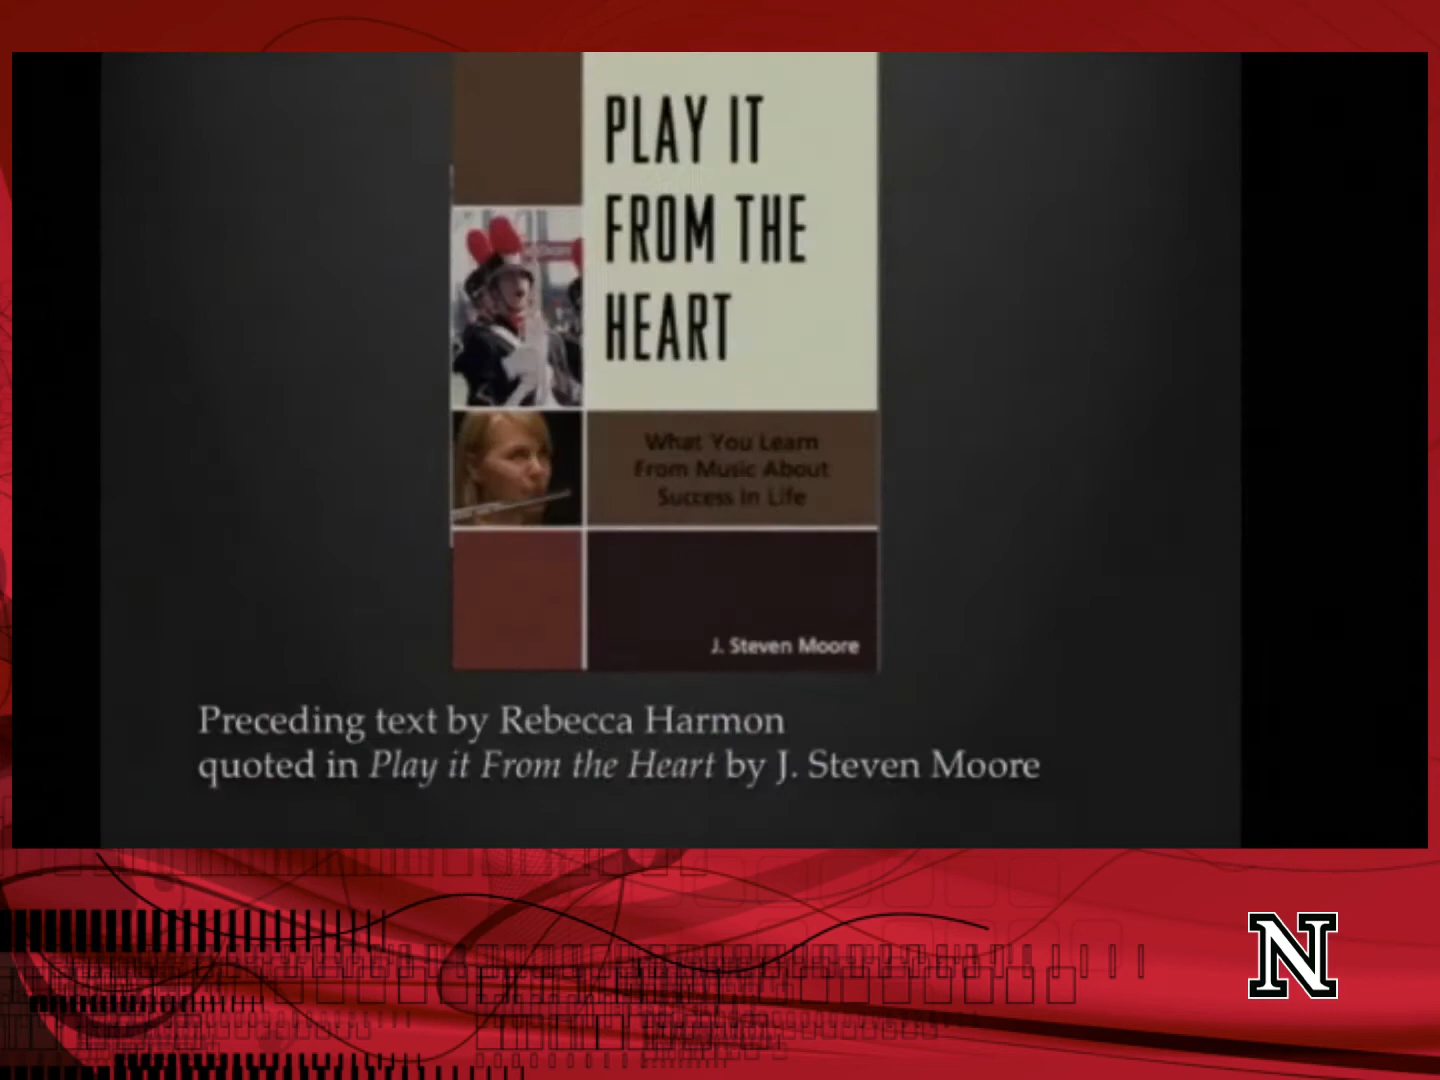 PLAY IT
FROM THE
HEART
What You Learn
From Music About
Success in Life
J. Steven Moore
Preceding text by Rebecca Harmon
quoted in Play it From the Heart by J. Steven Moore
N